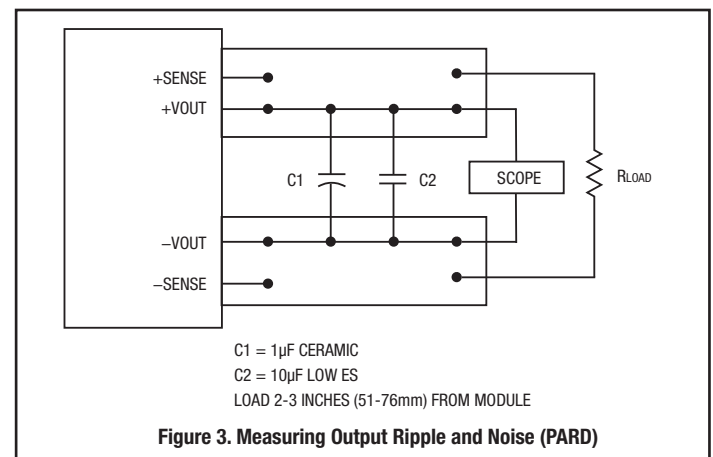 +SENSE
+VOUT
C1
C2
SCOPE
RLOAD
−VOUT
−SENSE
C1 = 1µF CERAMIC
C2 = 10µF LOW ES
LOAD 2-3 INCHES (51-76mm) FROM MODULE
Figure 3. Measuring Output Ripple and Noise (PARD)